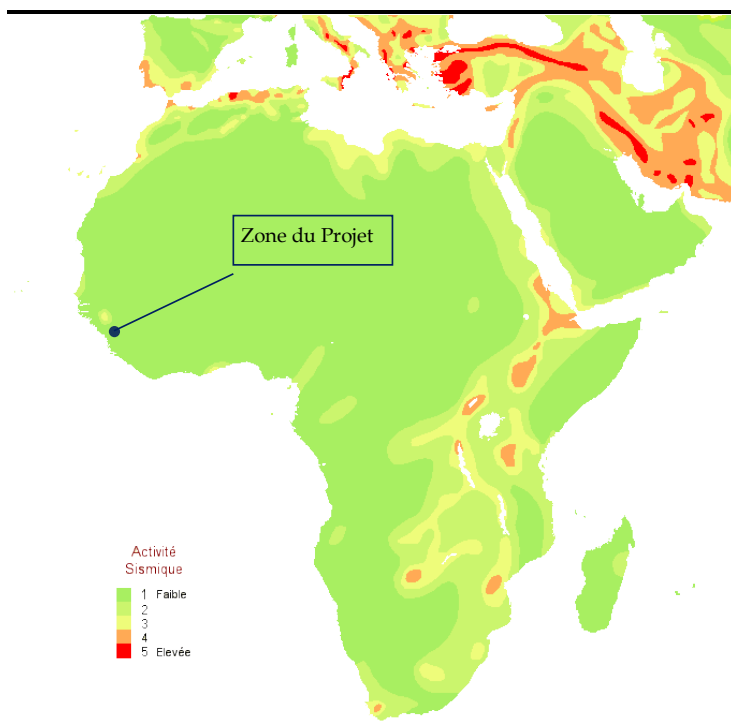 Zone du Projet
Activité
Sismique
1 Faible
2
3
4
5 Elevée